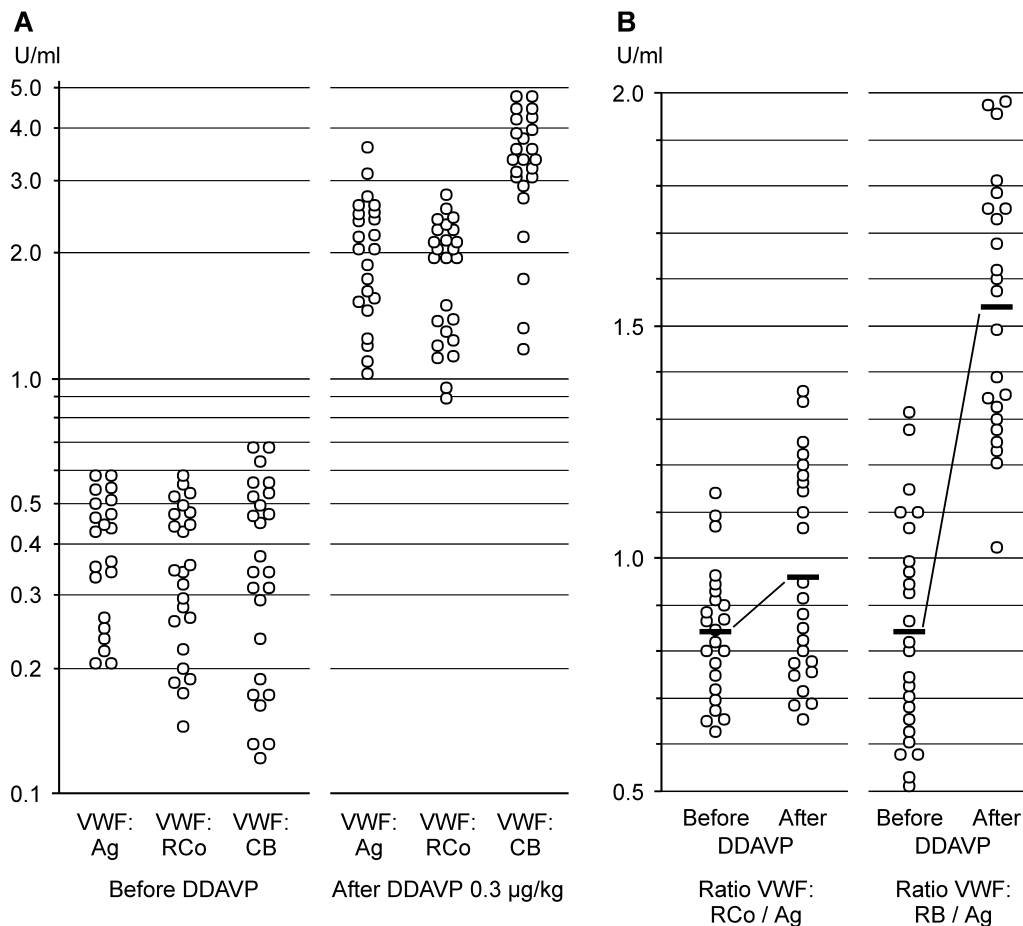 A
U/ml
5.0
4.0
3.0
2.0
1.0
0.5
0.4
0.3
0.2
0.1
VWF: Ag
VWF: RCo
VWF: CB
Before DDAVP
VWF: Ag
VWF: RCo
VWF: CB
After DDAVP 0.3 µg/kg
B
U/ml
2.0
1.5
1.0
0.5
Before After
DDAVP
Ratio VWF:
RCo / Ag
Before After
DDAVP
Ratio VWF:
RB / Ag